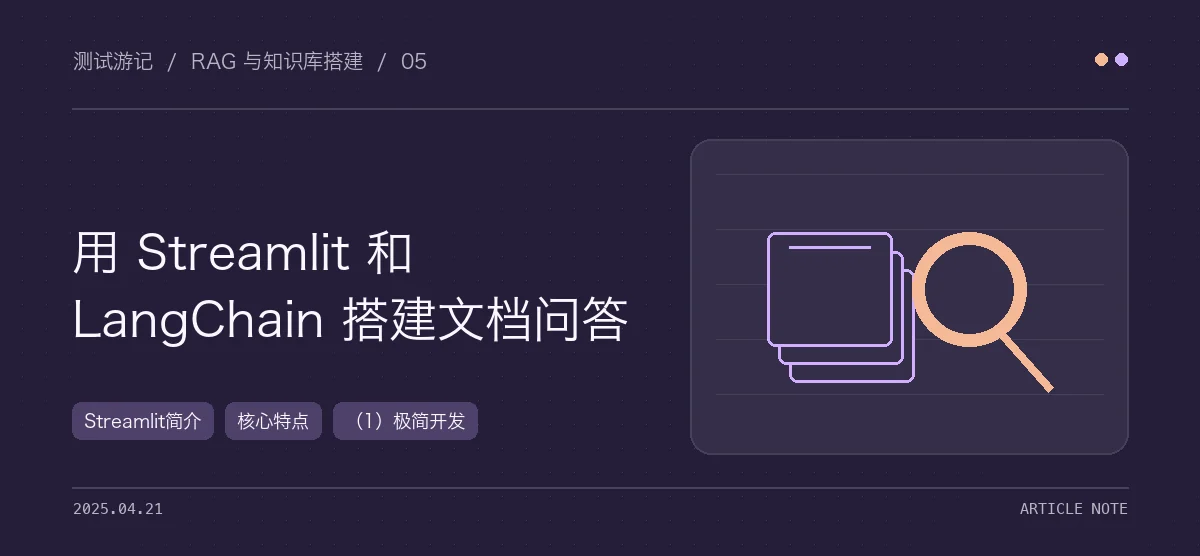 测试游记 / RAG 与知识库搭建 / 05
用 Streamlit 和
LangChain 搭建文档问答
Streamlit简介 核心特点 （1）极简开发
2025.04.21 ARTICLE NOTE